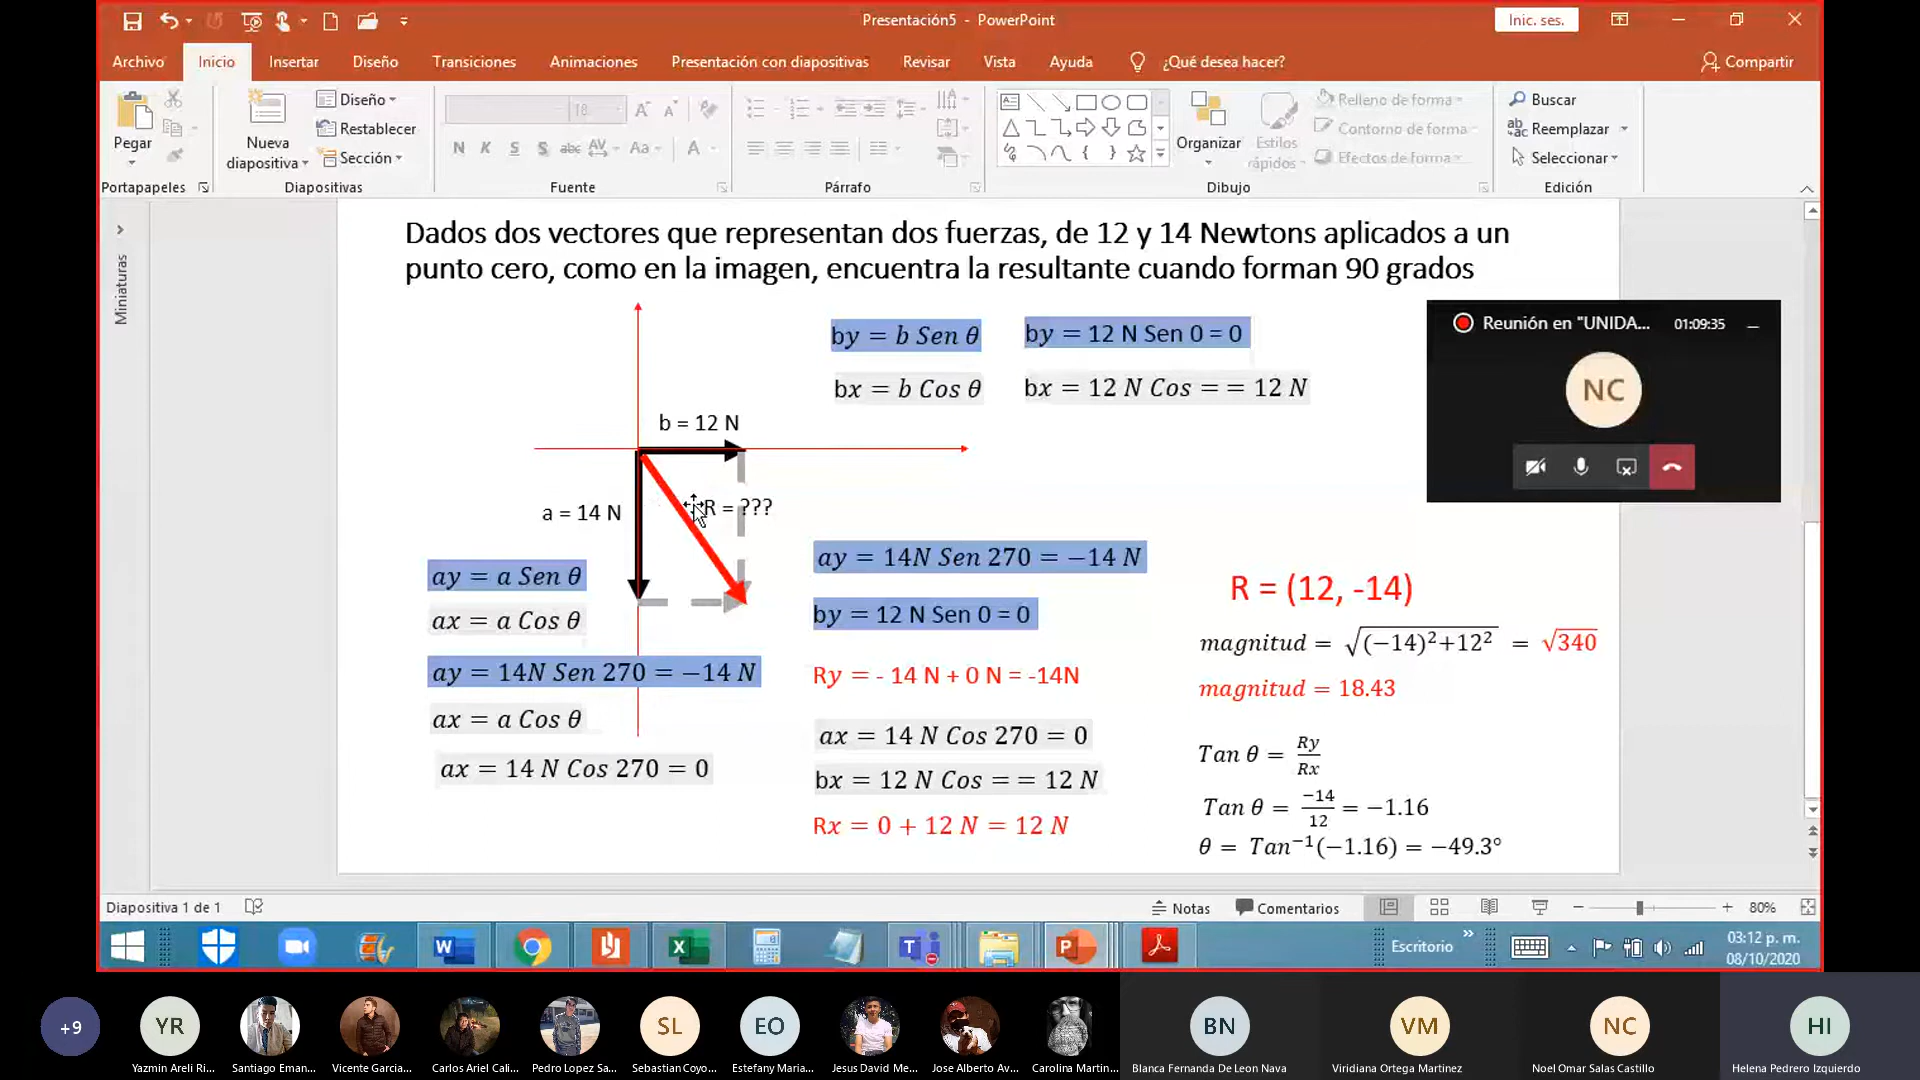 Presentación5 - PowerPoint
Inic. ses.
Archivo Inicio Insertar Diseño Transiciones Animaciones Presentación con diapositivas Revisar Vista Ayuda ¿Qué desea hacer? Compartir
Pegar
Portapapeles
Nueva diapositiva
Diseño
Restablecer
Sección
Diapositivas
18
N K S S abc AV Aa A
Fuente
Párrafo
Organizar
Estilos rápidos
Relleno de forma
Contorno de forma
Efectos de forma
Dibujo
Buscar
Reemplazar
Seleccionar
Edición
Miniaturas
Dados dos vectores que representan dos fuerzas, de 12 y 14 Newtons aplicados a un
punto cero, como en la imagen, encuentra la resultante cuando forman 90 grados
by = b Sen θ
by = 12 N Sen 0 = 0
bx = b Cos θ
bx = 12 N Cos = = 12 N
Reunión en "UNIDA... 01:09:35
NC
b = 12 N
a = 14 N
R = ???
ay = a Sen θ
ax = a Cos θ
ay = 14N Sen 270 = −14 N
ax = a Cos θ
ax = 14 N Cos 270 = 0
ay = 14N Sen 270 = −14 N
by = 12 N Sen 0 = 0
Ry = - 14 N + 0 N = -14N
ax = 14 N Cos 270 = 0
bx = 12 N Cos = = 12 N
Rx = 0 + 12 N = 12 N
R = (12, -14)
magnitud = √(−14)²+12² = √340
magnitud = 18.43
Tan θ = Ry/Rx
Tan θ = −14/12 = −1.16
θ = Tan⁻¹(−1.16) = −49.3°
Diapositiva 1 de 1
Notas Comentarios 80%
Escritorio
03:12 p. m.
08/10/2020
+9 YR SL EO BN VM NC HI
Yazmin Areli Ri... Santiago Eman... Vicente Garcia... Carlos Ariel Cali... Pedro Lopez Sa... Sebastian Coyo... Estefany Maria... Jesus David Me... Jose Alberto Av... Carolina Martin... Blanca Fernanda De Leon Nava Viridiana Ortega Martinez Noel Omar Salas Castillo Helena Pedrero Izquierdo